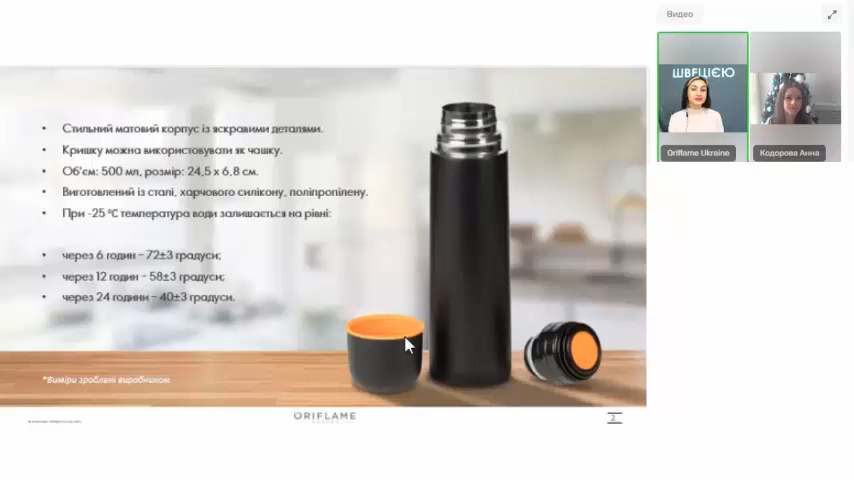 Видео
ШВЕЦІЄЮ
Oriflame Ukraine
Кодорова Анна
• Стильний матовий корпус із яскравими деталями.
• Кришку можна використовувати як чашку.
• Об'єм: 500 мл, розмір: 24,5 x 6,8 см.
• Виготовлений із сталі, харчового силікону, поліпропілену.
• При -25 °C температура води залишається на рівні:
• через 6 годин – 72±3 градуси;
• через 12 годин – 58±3 градуси;
• через 24 години – 40±3 градуси.
*Виміри зроблені виробником.
ORIFLAME
2